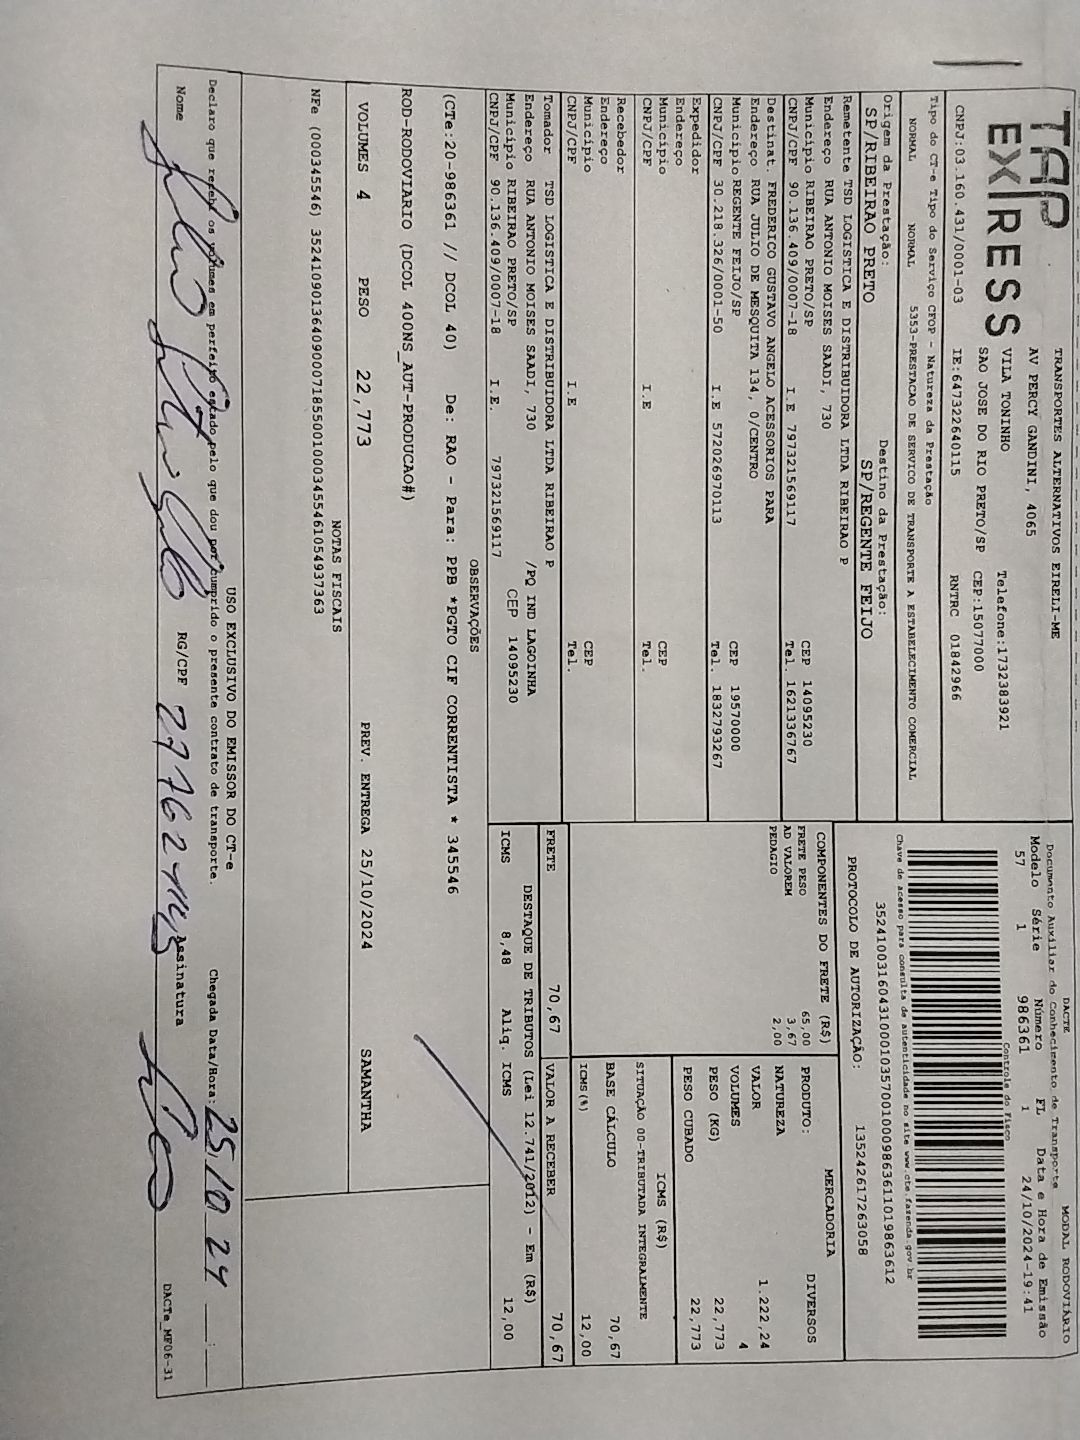 TAP
EXPRESS
TRANSPORTES ALTERNATIVOS EIRELI-ME
AV PERCY GANDINI, 4065
VILA TONINHO Telefone:1732383921
SAO JOSE DO RIO PRETO/SP CEP:15077000
CNPJ:03.160.431/0001-03 IE:647322640115 RNTRC 01842966
DACTE MODAL RODOVIÁRIO
Documento Auxiliar do Conhecimento de Transporte
Modelo Série Número FL Data e Hora de Emissão
57 1 986361 1 24/10/2024-19:41
Controle do Fisco
Chave de acesso para consulta de autenticidade no site www.cte.fazenda.gov.br
35241003160431000103570010009863611019863612
PROTOCOLO DE AUTORIZAÇÃO: 135242617263058
Tipo do CT-e Tipo do Serviço CFOP - Natureza da Prestação
NORMAL NORMAL 5353-PRESTACAO DE SERVICO DE TRANSPORTE A ESTABELECIMENTO COMERCIAL
Origem da Prestação: Destino da Prestação:
SP/RIBEIRAO PRETO SP/REGENTE FEIJO
Remetente TSD LOGISTICA E DISTRIBUIDORA LTDA RIBEIRAO P
Endereço RUA ANTONIO MOISES SAADI, 730
Município RIBEIRAO PRETO/SP CEP 14095230
CNPJ/CPF 90.136.409/0007-18 I.E 797321569117 Tel. 1621336767
Destinat. FREDERICO GUSTAVO ANGELO ACESSORIOS PARA
Endereço RUA JULIO DE MESQUITA 134, 0/CENTRO
Município REGENTE FEIJO/SP CEP 19570000
CNPJ/CPF 30.218.326/0001-50 I.E 572026970113 Tel. 1832793267
Expedidor
Endereço
Município CEP
CNPJ/CPF I.E Tel.
Recebedor
Endereço
Município CEP
CNPJ/CPF I.E Tel.
Tomador TSD LOGISTICA E DISTRIBUIDORA LTDA RIBEIRAO P
Endereço RUA ANTONIO MOISES SAADI, 730 /PQ IND LAGOINHA
Município RIBEIRAO PRETO/SP CEP 14095230
CNPJ/CPF 90.136.409/0007-18 I.E. 797321569117
COMPONENTES DO FRETE (R$)
FRETE PESO 65,00
AD VALOREM 3,67
PEDAGIO 2,00
MERCADORIA
PRODUTO: DIVERSOS
NATUREZA
VALOR 1.222,24
VOLUMES 4
PESO (KG) 22,773
PESO CUBADO 22,773
ICMS (R$)
SITUAÇÃO 00-TRIBUTADA INTEGRALMENTE
BASE CÁLCULO 70,67
ICMS(%) 12,00
FRETE 70,67 VALOR A RECEBER 70,67
DESTAQUE DE TRIBUTOS (Lei 12.741/2012) - Em (R$)
ICMS 8,48 Aliq. ICMS 12,00
OBSERVAÇÕES
(CTe:20-986361 // DCOL 40) De: RAO - Para: PPB *PGTO CIF CORRENTISTA * 345546
ROD-RODOVIARIO (DCOL 400NS_AUT-PRODUCAO#)
VOLUMES 4 PESO 22,773 PREV. ENTREGA 25/10/2024 SAMANTHA
NOTAS FISCAIS
NFe (000345546) 35241090136409000718550010003455461054937363
USO EXCLUSIVO DO EMISSOR DO CT-e
Declaro que recebi os volumes em perfeito estado pelo que dou por cumprido o presente contrato de transporte. Chegada Data/Hora: 25/10 24 __:__
Nome RG/CPF Assinatura
DACTe_MF06-31